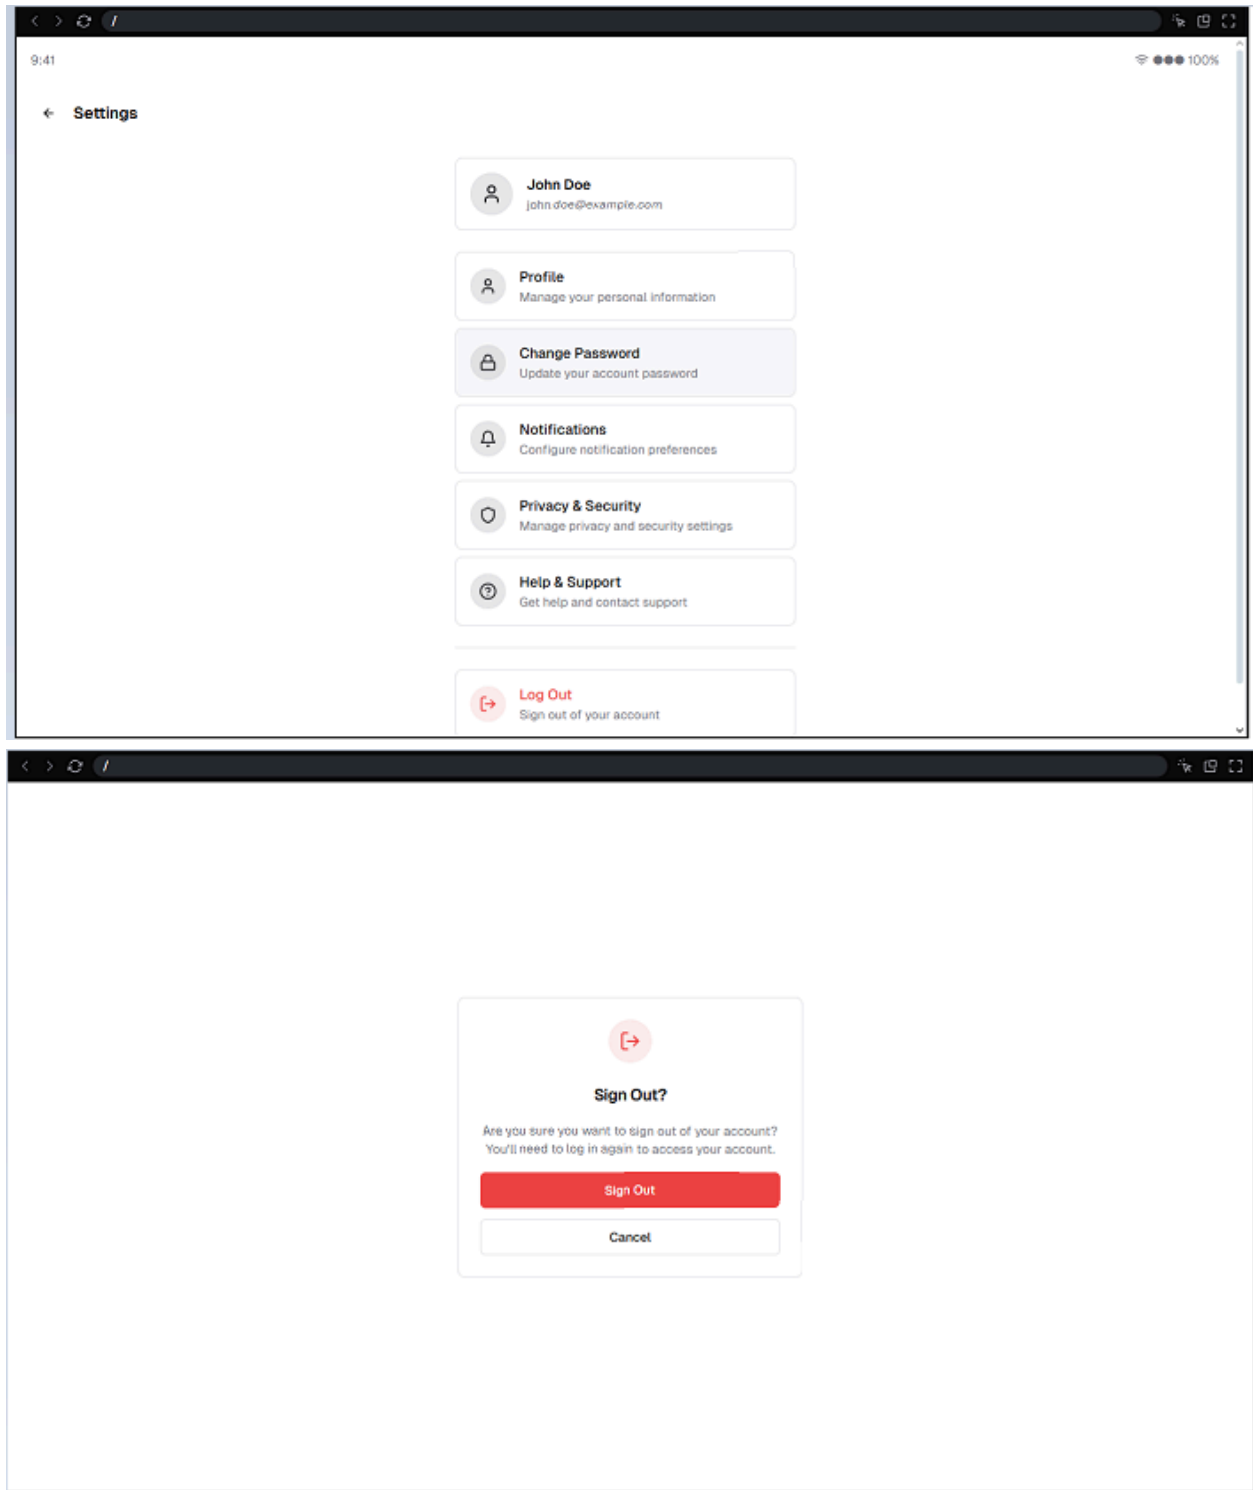 /
9:41
100%
Settings
John Doe
john.doe@example.com
Profile
Manage your personal information
Change Password
Update your account password
Notifications
Configure notification preferences
Privacy & Security
Manage privacy and security settings
Help & Support
Get help and contact support
Log Out
Sign out of your account
/
Sign Out?
Are you sure you want to sign out of your account?
You'll need to log in again to access your account.
Sign Out
Cancel